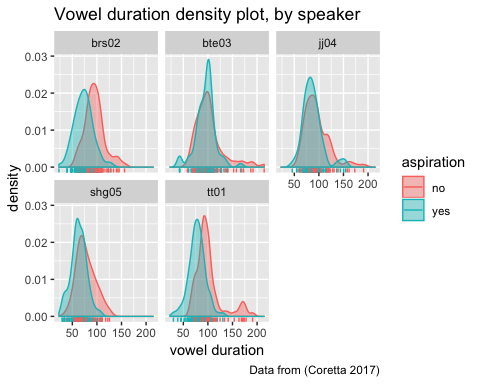 Vowel duration density plot, by speaker
brs02 bte03 jj04
0.03
0.02
0.01
0.00
50 100 150 200
shg05 tt01
0.03
0.02
0.01
0.00
50 100 150 200 50 100 150 200
density
vowel duration
aspiration
no
yes
Data from (Coretta 2017)